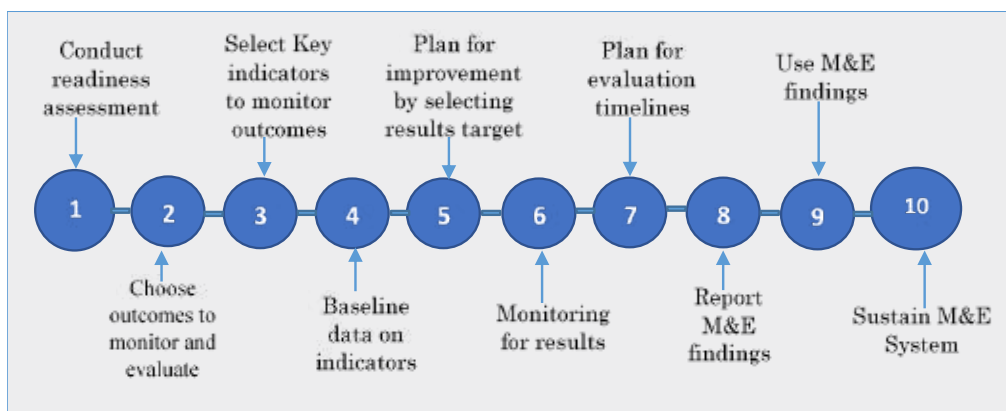 Conduct
readiness
assessment
Select Key
indicators
to monitor
outcomes
Plan for
improvement
by selecting
results target
Plan for
evaluation
timelines
Use M&E
findings
1
2
3
4
5
6
7
8
9
10
Choose
outcomes to
monitor and
evaluate
Baseline
data on
indicators
Monitoring
for results
Report
M&E
findings
Sustain M&E
System